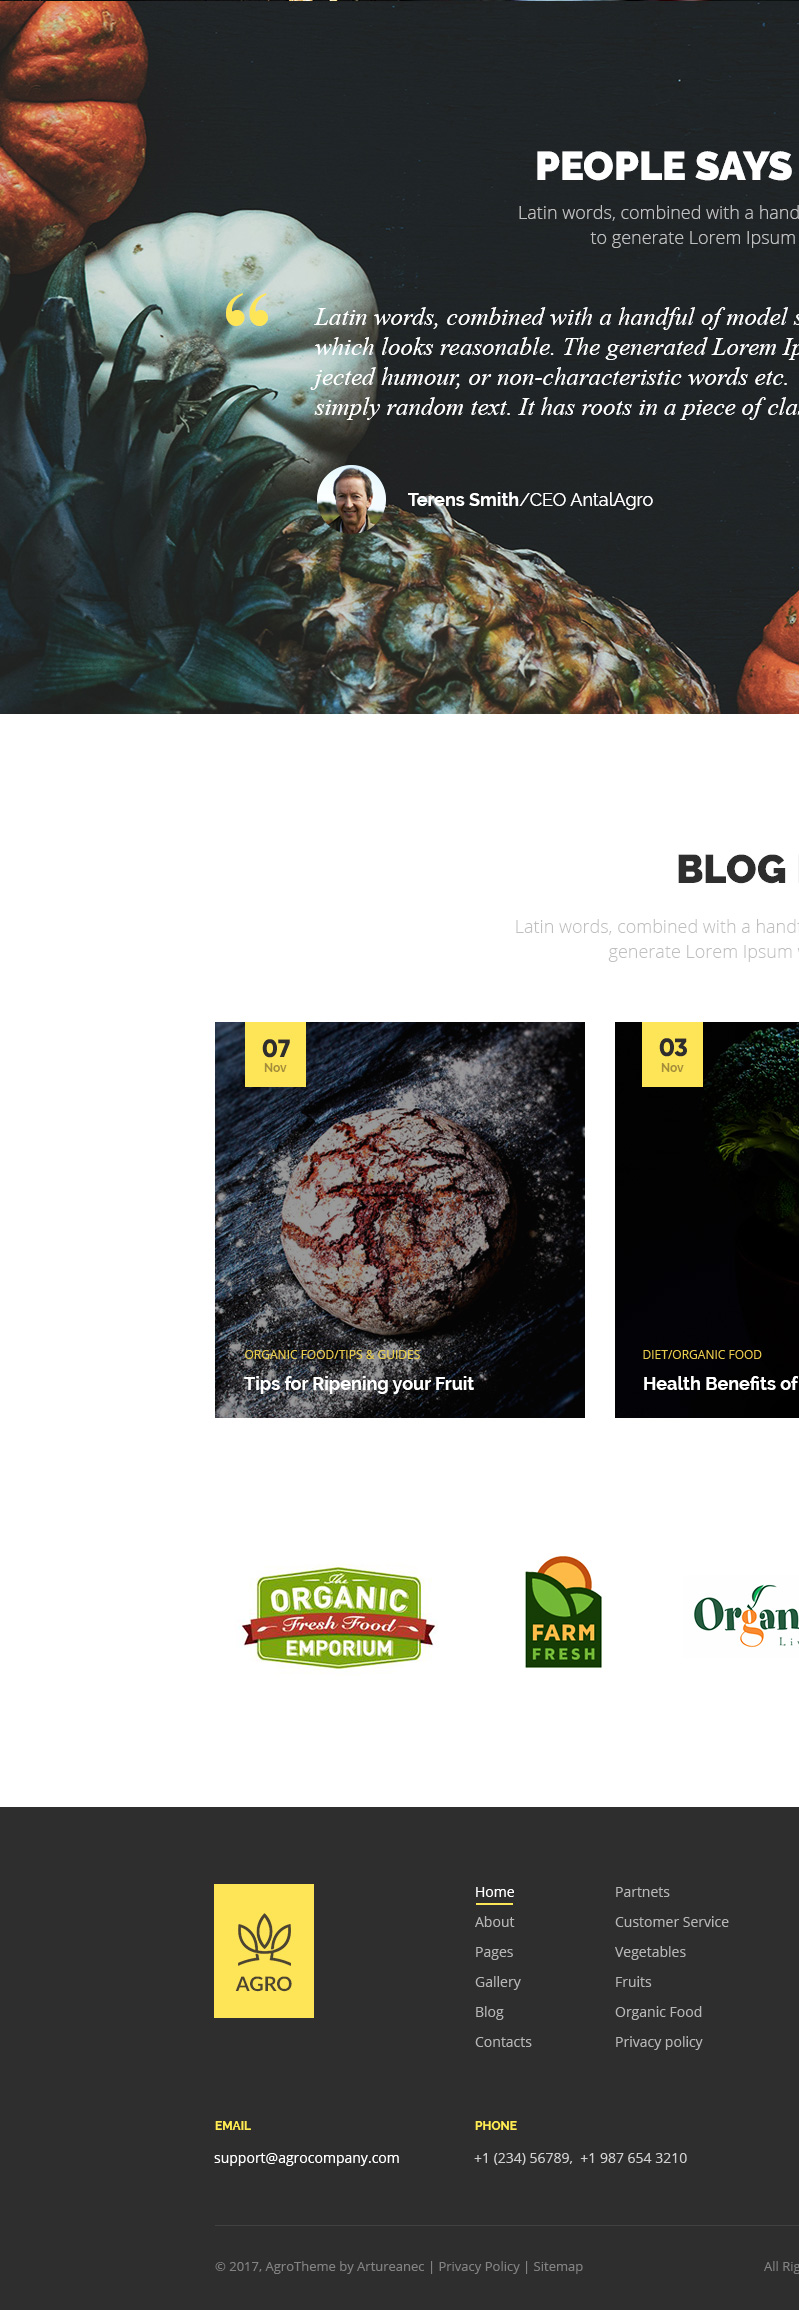 PEOPLE SAYS
Latin words, combined with a hand
to generate Lorem Ipsum
“
Latin words, combined with a handful of model s
which looks reasonable. The generated Lorem Ip
jected humour, or non-characteristic words etc.
simply random text. It has roots in a piece of clas
Terens Smith/CEO AntalAgro
BLOG
Latin words, combined with a handf
generate Lorem Ipsum
07
Nov
ORGANIC FOOD/TIPS & GUIDES
Tips for Ripening your Fruit
03
Nov
DIET/ORGANIC FOOD
Health Benefits of
The
ORGANIC
Fresh Food
EMPORIUM
FARM
FRESH
Organ
Liv
AGRO
Home
About
Pages
Gallery
Blog
Contacts
Partnets
Customer Service
Vegetables
Fruits
Organic Food
Privacy policy
EMAIL
support@agrocompany.com
PHONE
+1 (234) 56789,  +1 987 654 3210
© 2017, AgroTheme by Artureanec | Privacy Policy | Sitemap
All Rig